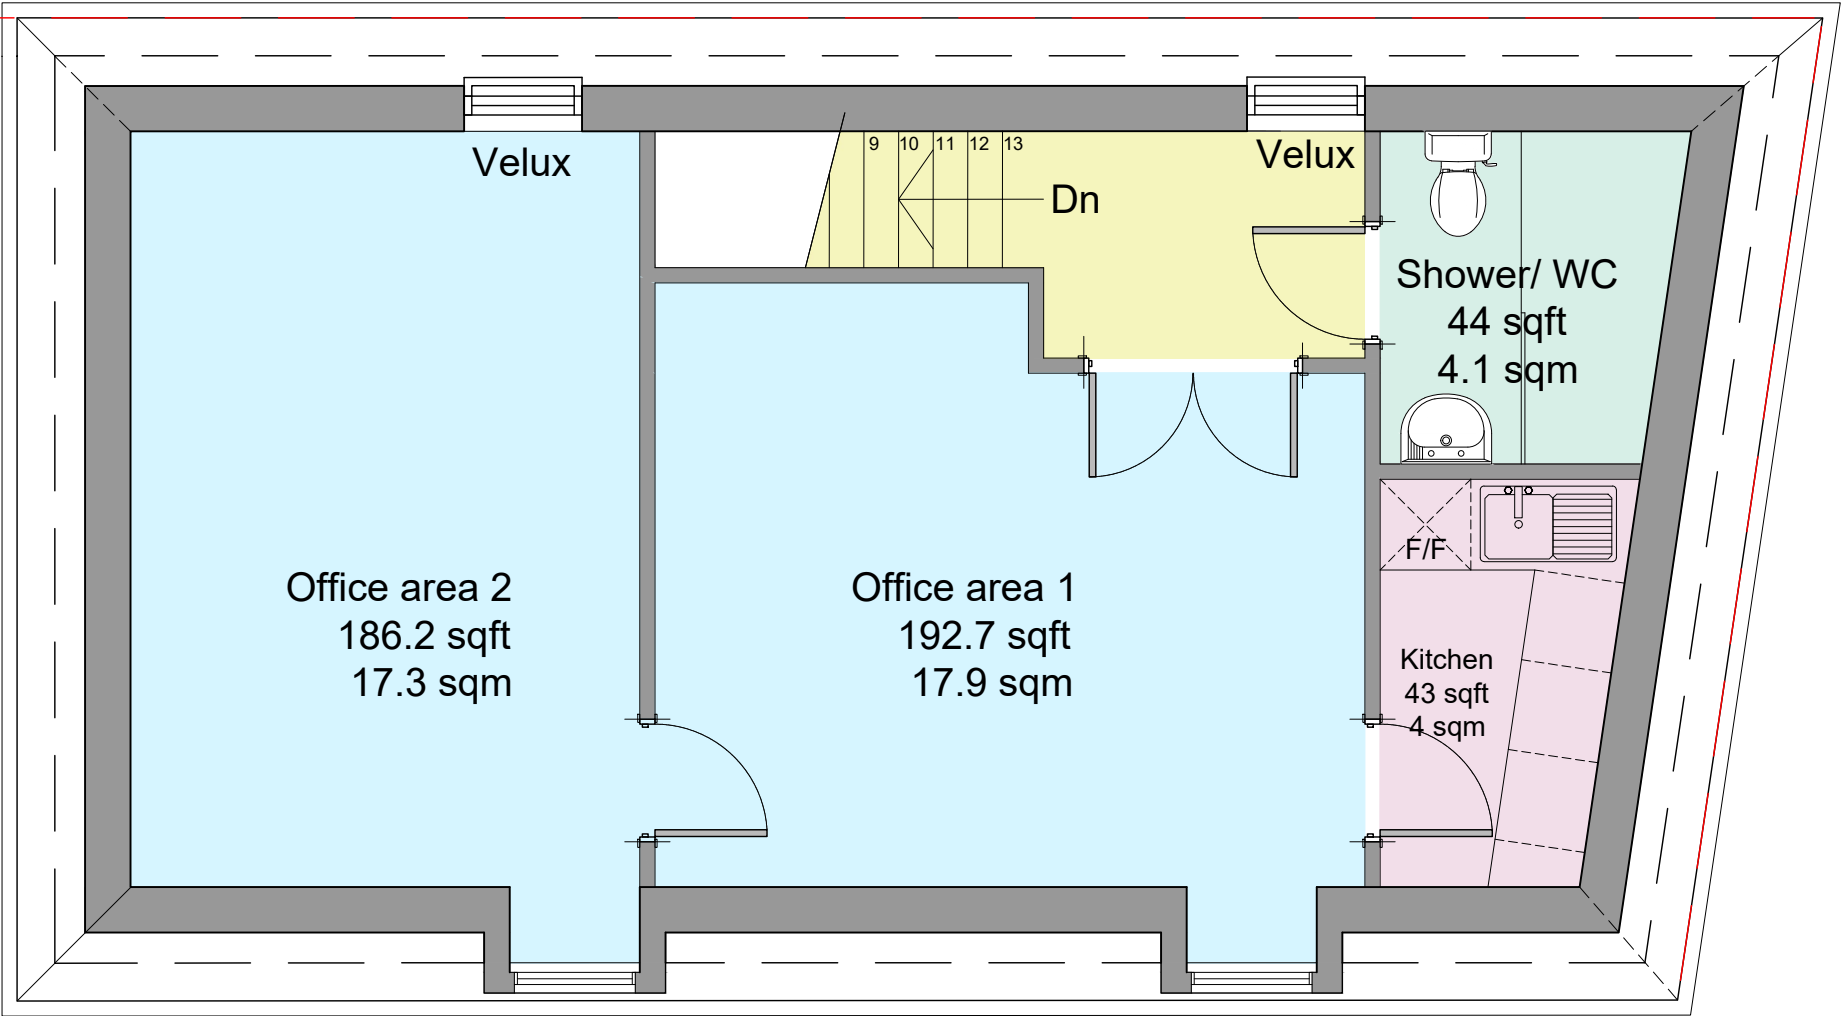 Velux
9 10 11 12 13
Dn
Velux
Shower/ WC
44 sqft
4.1 sqm
F/F
Office area 2
186.2 sqft
17.3 sqm
Office area 1
192.7 sqft
17.9 sqm
Kitchen
43 sqft
4 sqm